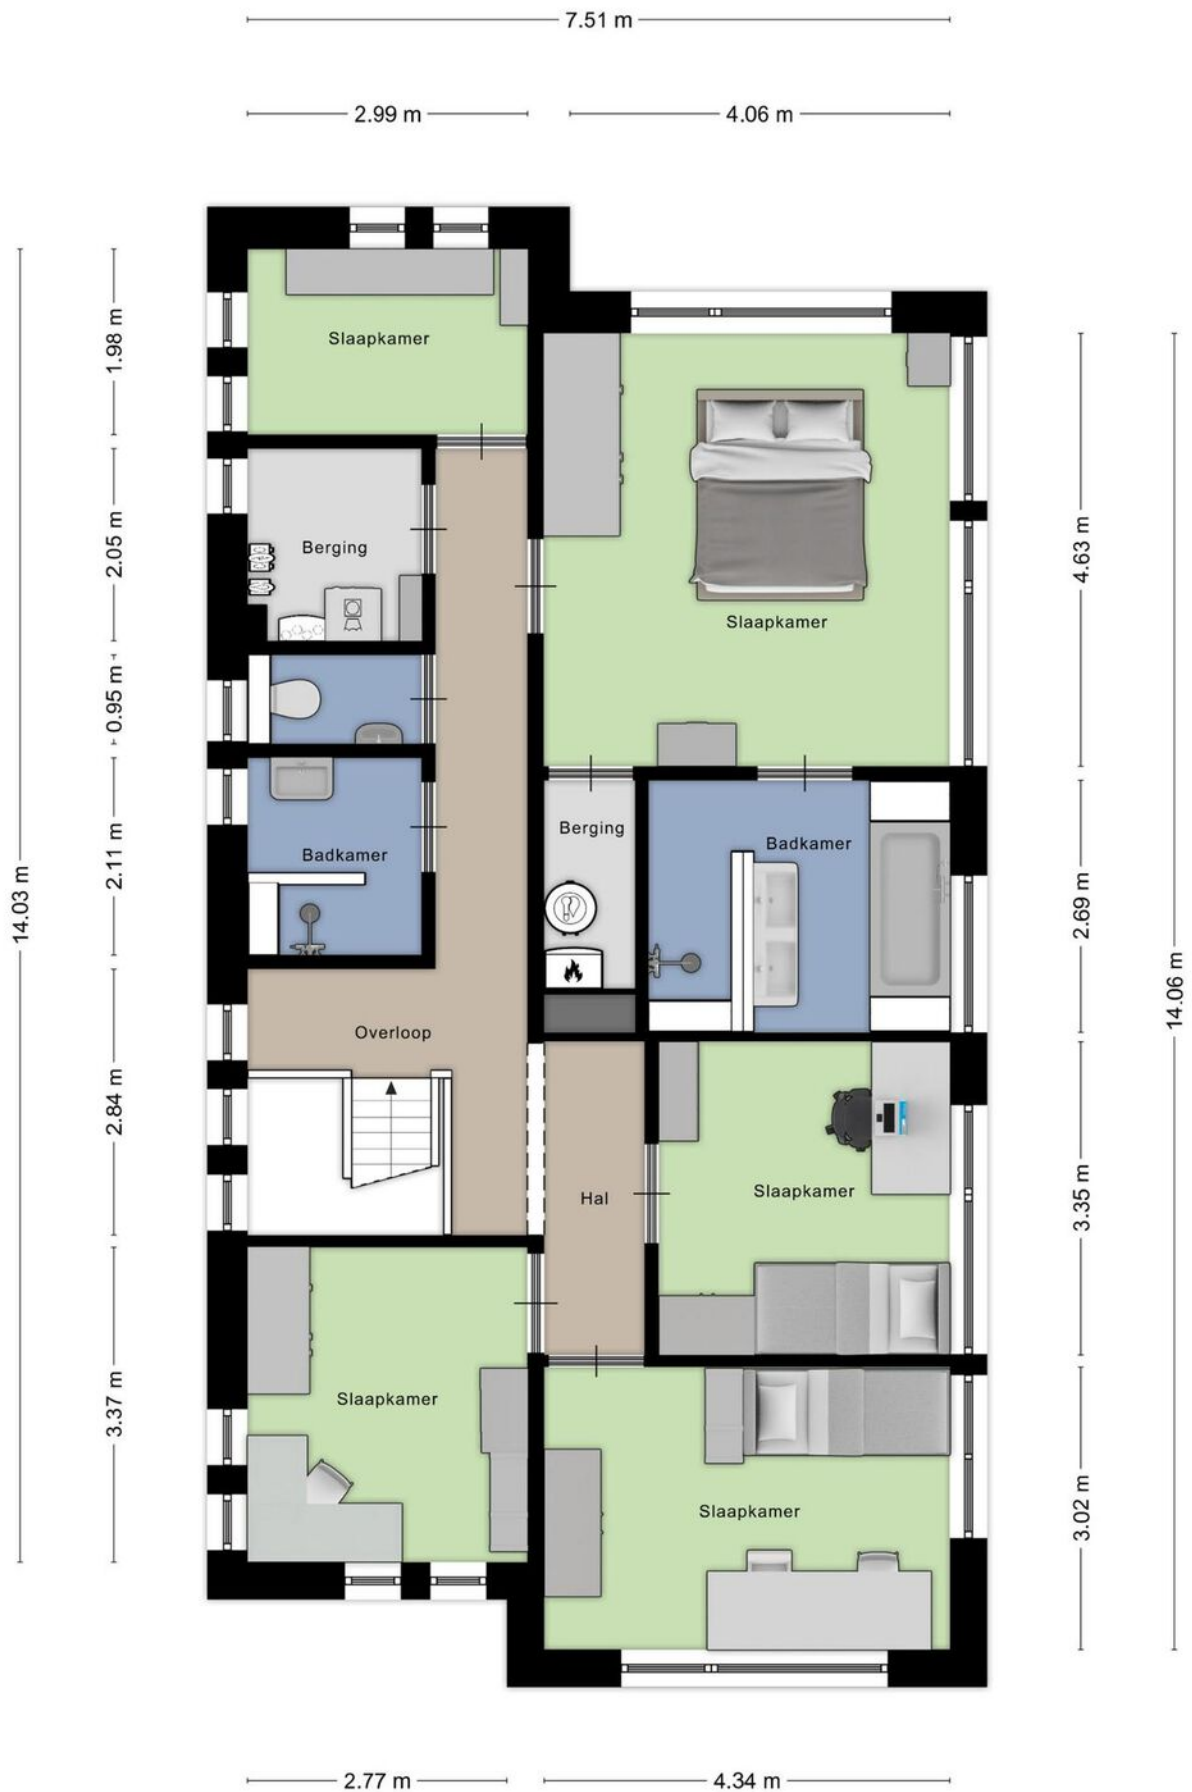 7.51 m
2.99 m
4.06 m
Slaapkamer
1.98 m
14.03 m
2.05 m
Berging
4.63 m
Slaapkamer
0.95 m
Berging
Badkamer
2.11 m
Badkamer
2.69 m
14.06 m
Overloop
2.84 m
Hal
Slaapkamer
3.35 m
Slaapkamer
3.37 m
Slaapkamer
3.02 m
2.77 m
4.34 m